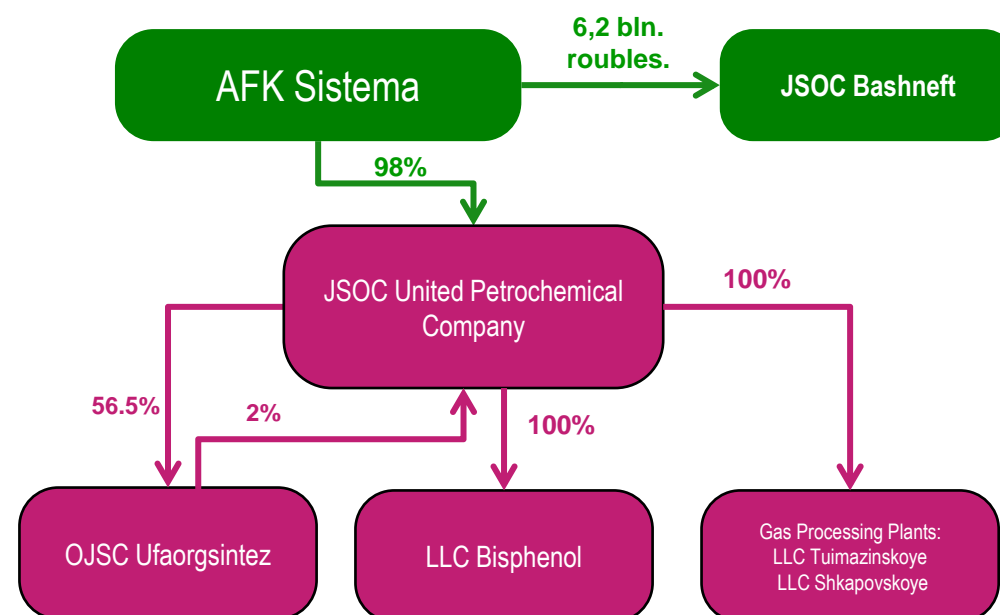 6,2 bln.
roubles.
AFK Sistema
JSOC Bashneft
98%
JSOC United Petrochemical
Company
100%
56.5%
2%
100%
OJSC Ufaorgsintez
LLC Bisphenol
Gas Processing Plants:
LLC Tuimazinskoye
LLC Shkapovskoye